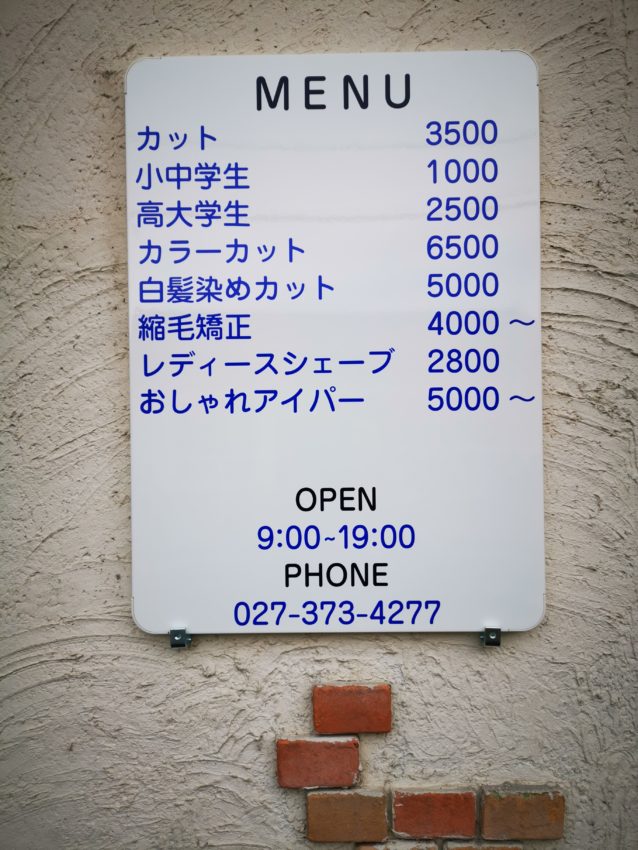 MENU
カット 3500
小中学生 1000
高大学生 2500
カラーカット 6500
白髪染めカット 5000
縮毛矯正 4000～
レディースシェーブ 2800
おしゃれアイパー 5000～
OPEN
9:00~19:00
PHONE
027-373-4277